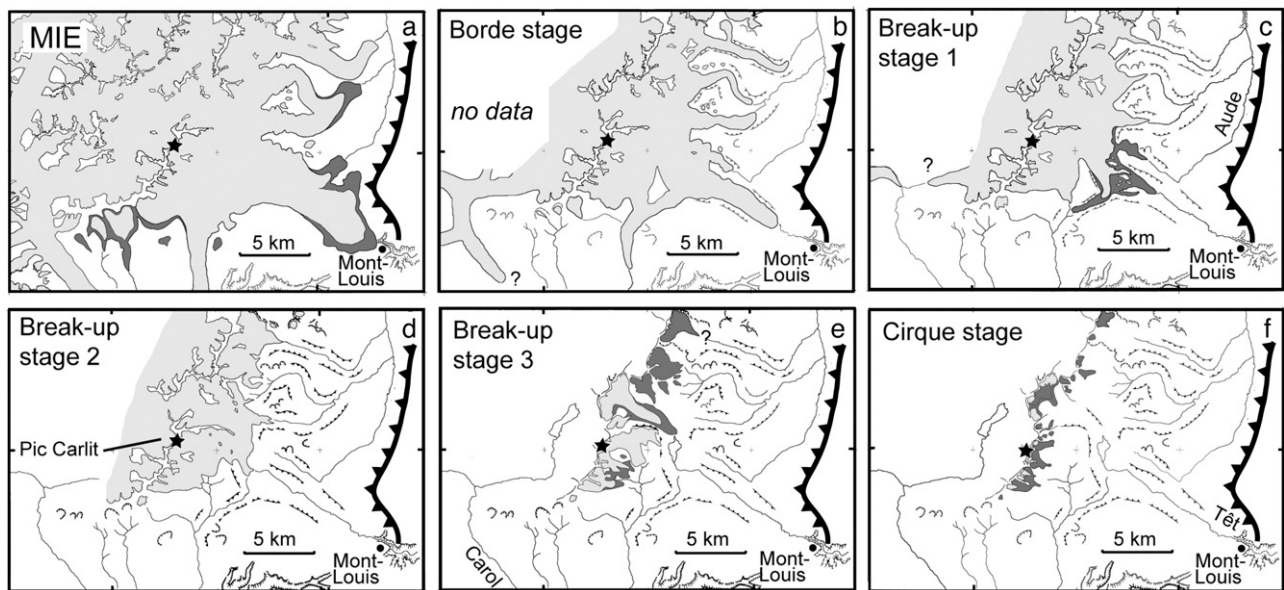 MIE
a
5 km
Mont-
Louis
Borde stage
b
no data
?
5 km
Mont-
Louis
Break-up
stage 1
c
?
Aude
5 km
Mont-
Louis
Break-up
stage 2
d
Pic Carlit
5 km
Mont-
Louis
Break-up
stage 3
e
?
Carol
5 km
Mont-
Louis
Cirque stage
f
5 km
Têt
Mont-
Louis